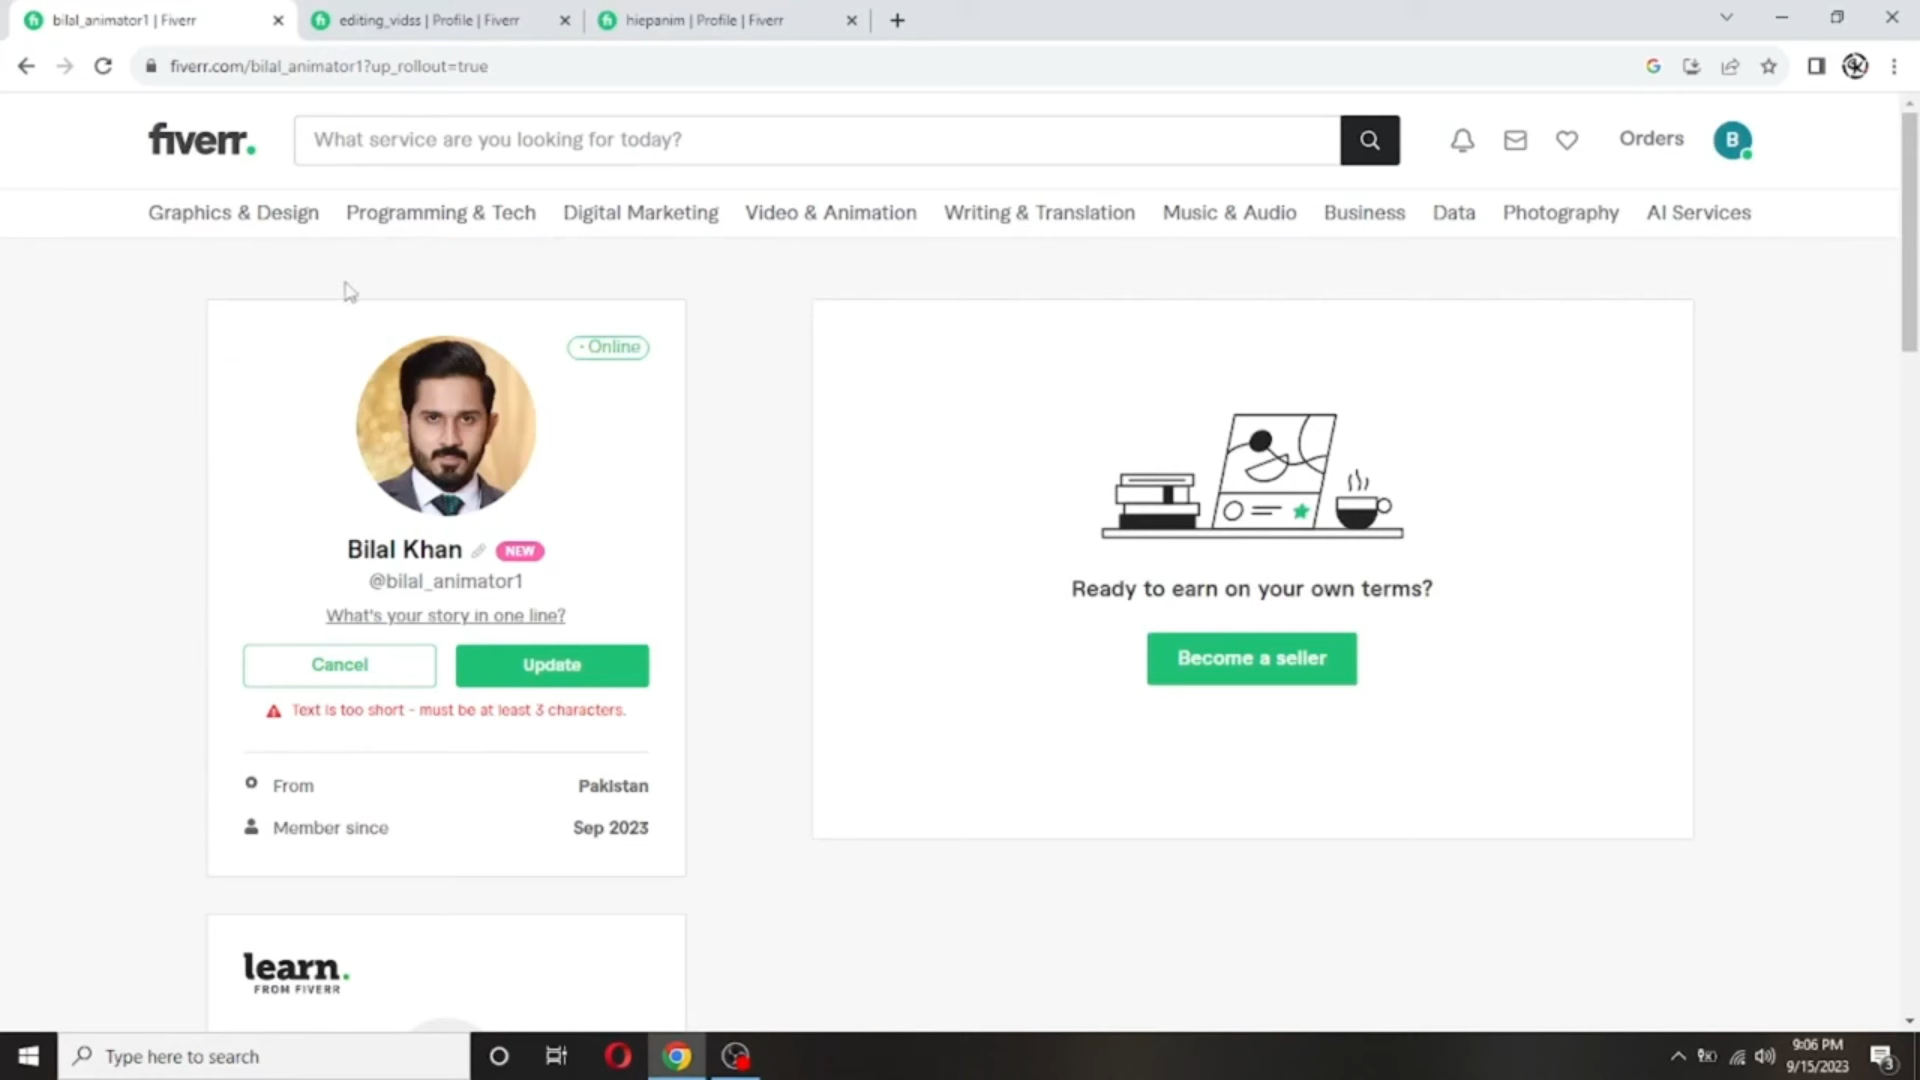 bilal_animator1 | Fiverr
editing_vidss | Profile | Fiverr
hiepanim | Profile | Fiverr
fiverr.com/bilal_animator1?up_rollout=true
fiverr.
What service are you looking for today?
Orders
B
Graphics & Design
Programming & Tech
Digital Marketing
Video & Animation
Writing & Translation
Music & Audio
Business
Data
Photography
AI Services
Online
Bilal Khan
NEW
@bilal_animator1
What's your story in one line?
Cancel
Update
Text is too short - must be at least 3 characters.
From
Pakistan
Member since
Sep 2023
Ready to earn on your own terms?
Become a seller
learn.
FROM FIVERR
Type here to search
9:06 PM
9/15/2023
3